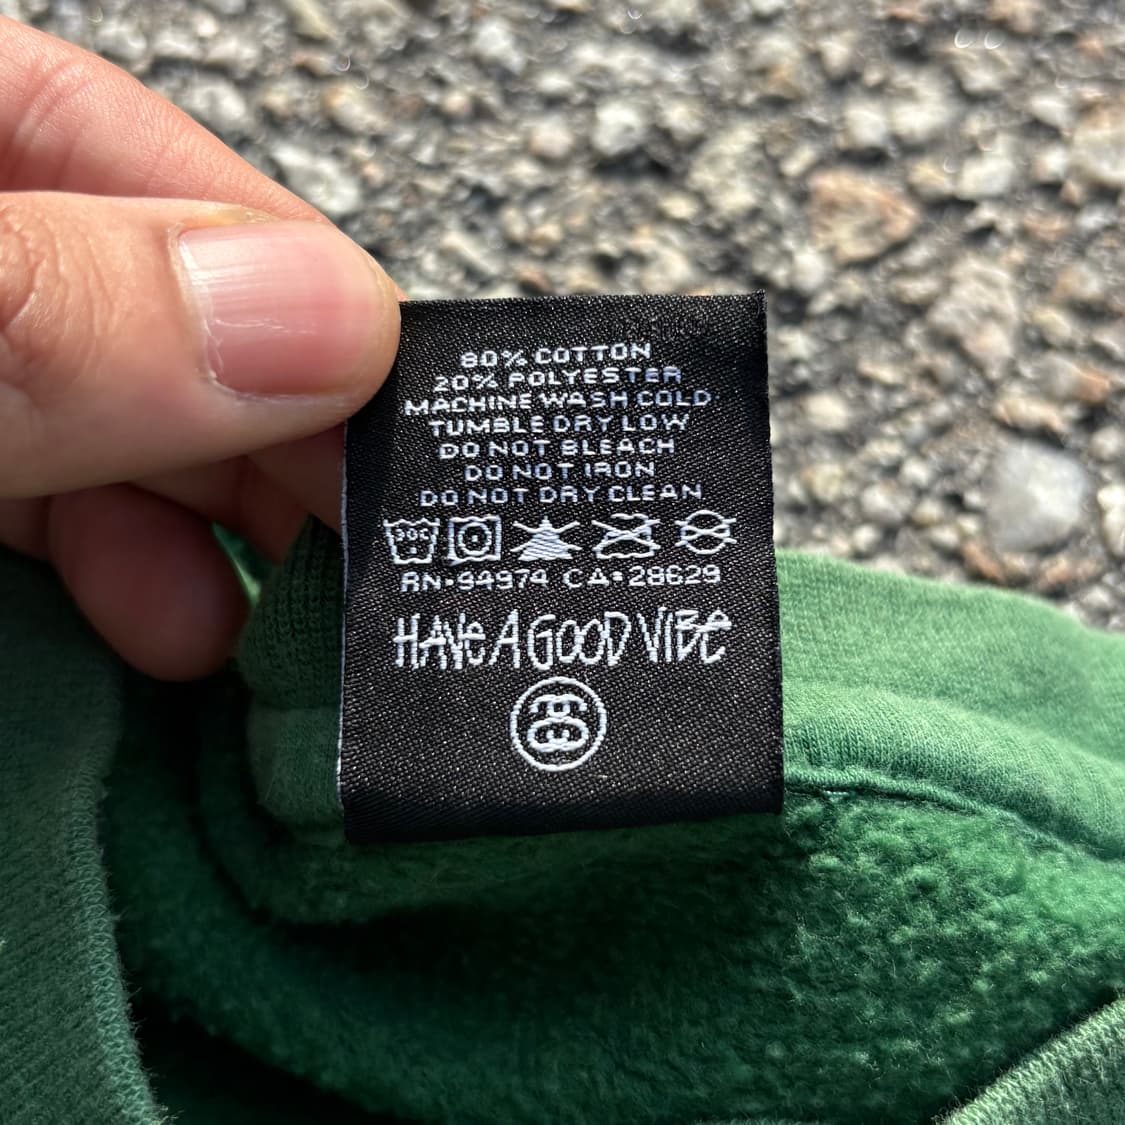 80% COTTON
20% POLYESTER
MACHINE WASH COLD
TUMBLE DRY LOW
DO NOT BLEACH
DO NOT IRON
DO NOT DRY CLEAN
30C
RN•94974 CA•28629
HAVE A GOOD VIBE